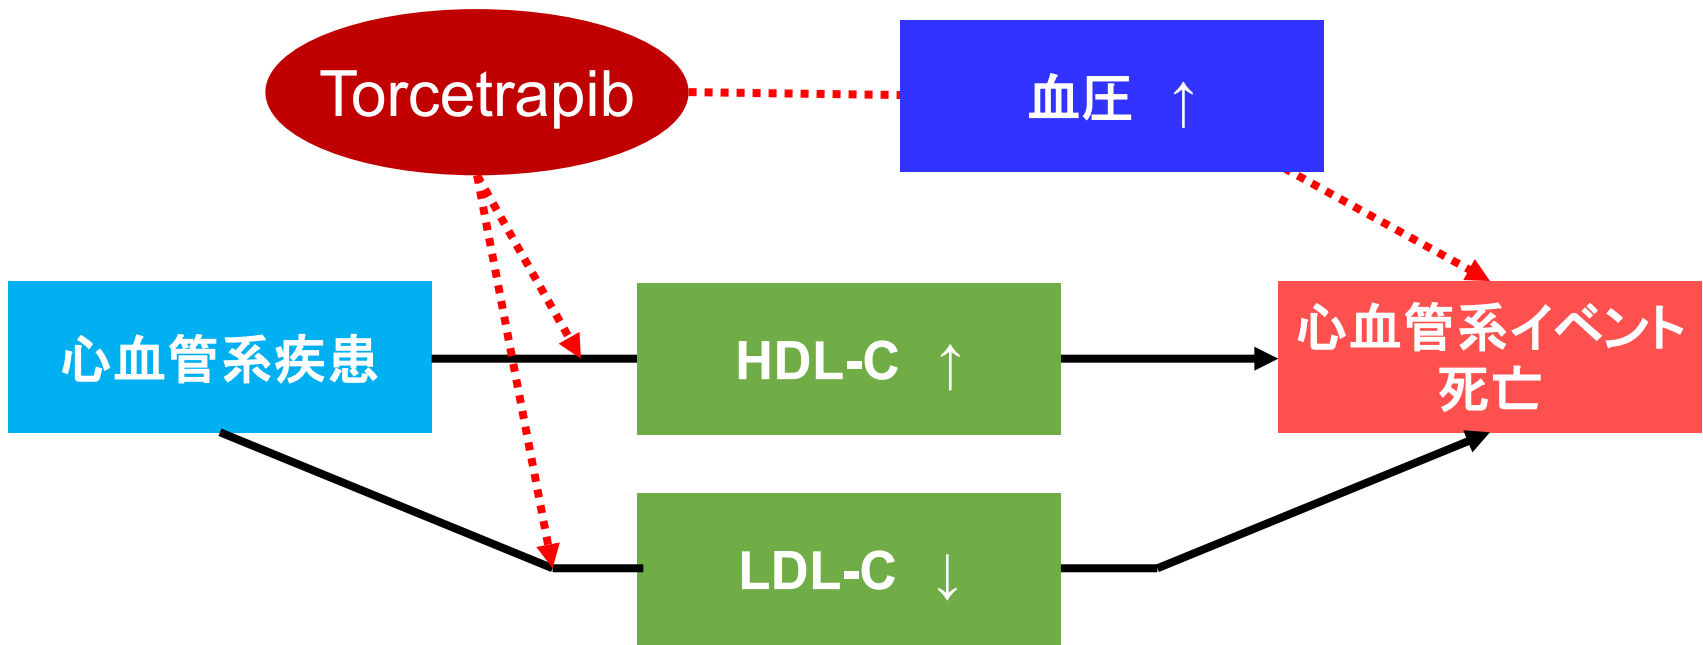 Torcetrapib
血圧 ↑
心血管系疾患
HDL-C ↑
心血管系イベント
死亡
LDL-C ↓